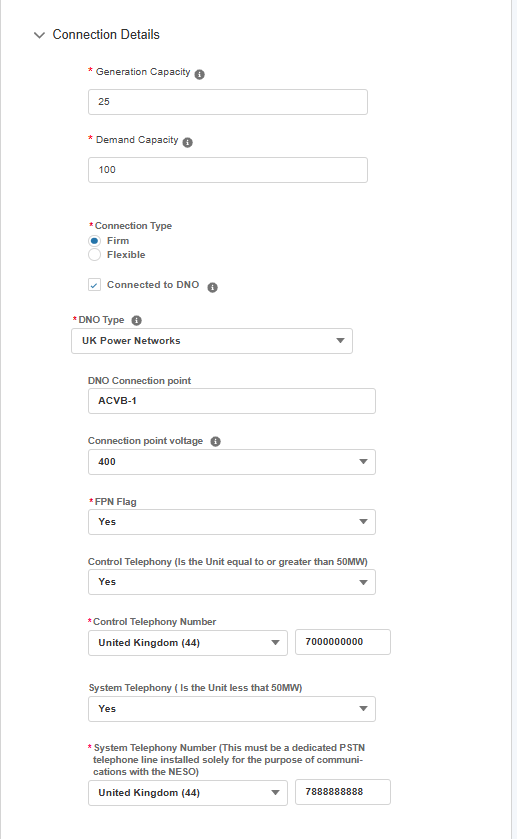 Connection Details
* Generation Capacity
25
* Demand Capacity
100
* Connection Type
Firm
Flexible
Connected to DNO
* DNO Type
UK Power Networks
DNO Connection point
ACVB-1
Connection point voltage
400
* FPN Flag
Yes
Control Telephony (Is the Unit equal to or greater than 50MW)
Yes
* Control Telephony Number
United Kingdom (44)
7000000000
System Telephony ( Is the Unit less that 50MW)
Yes
* System Telephony Number (This must be a dedicated PSTN
telephone line installed solely for the purpose of communi-
cations with the NESO)
United Kingdom (44)
7888888888